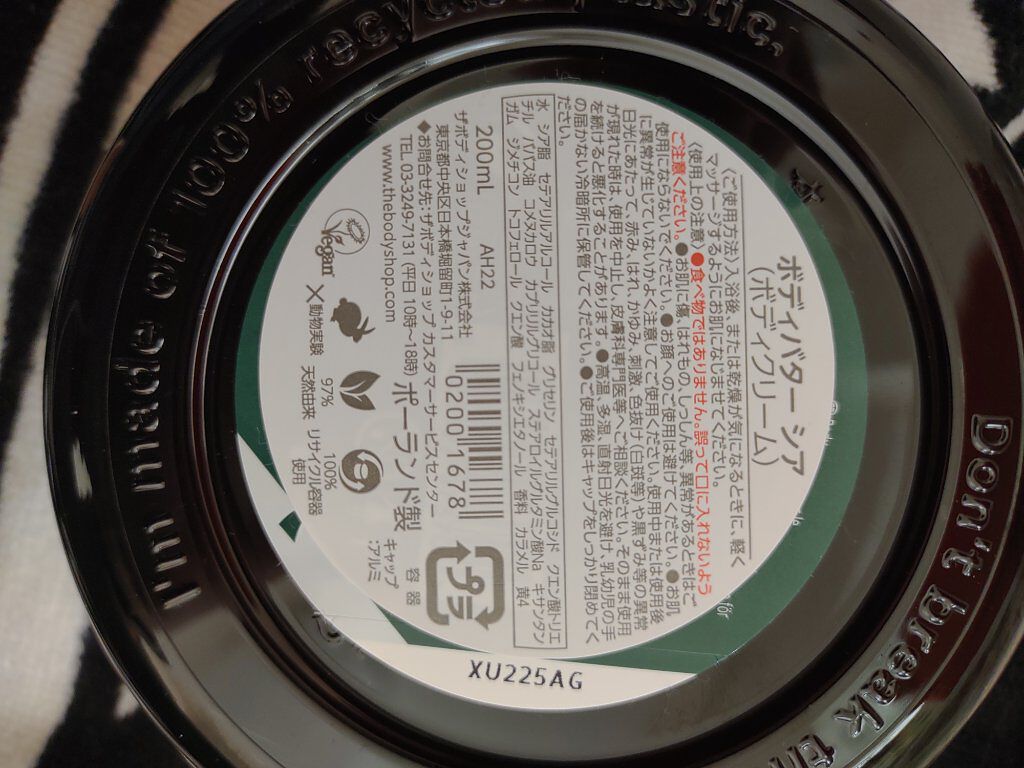 I'm made of 100% recycled plastic.
Don't break th
ボディバター シア
(ボディクリーム)
〈ご使用方法〉入浴後、または乾燥が気になるときに、軽く
マッサージするようにお肌になじませてください。
〈使用上の注意〉●食べ物ではありません。誤って口に入れないよう
ご注意ください。●お肌に傷、はれもの、しっしん等、異常があるときはご
使用にならないでください。●お顔へのご使用は避けてください。●お肌
に異常が生じていないかよく注意してご使用ください。使用中または使用後
日光にあたって、赤み、はれ、かゆみ、刺激、色抜け(白斑等)や黒ずみ等の異常
が現れた時は、使用を中止し、皮膚科専門医等へご相談ください。そのまま使用
を続けると悪化することがあります。●高温、多湿、直射日光を避け、乳幼児の手
の届かない冷暗所に保管してください。●ご使用後はキャップをしっかり閉めてく
ださい。
水 シア脂 セテアリルアルコール カカオ脂 グリセリン セテアリルグルコシド クエン酸トリエ
チル ババス油 コメヌカロウ カプリリルグリコール ステアロイルグルタミン酸Na キサンタン
ガム ジメチコン トコフェロール クエン酸 フェノキシエタノール 香料 カラメル 黄4
200mL AH22
ザボディショップジャパン株式会社
東京都中央区日本橋堀留町1-9-11
◆お問合せ先：ザボディショップ カスタマーサービスセンター
TEL 03-3249-7131 (平日 10時～18時)
www.thebodyshop.com
ポーランド製
02001678
プラ
容器
キャップ
:アルミ
Vegan
×動物実験
97%
天然由来
100%
リサイクル容器
使用
XU225AG
für